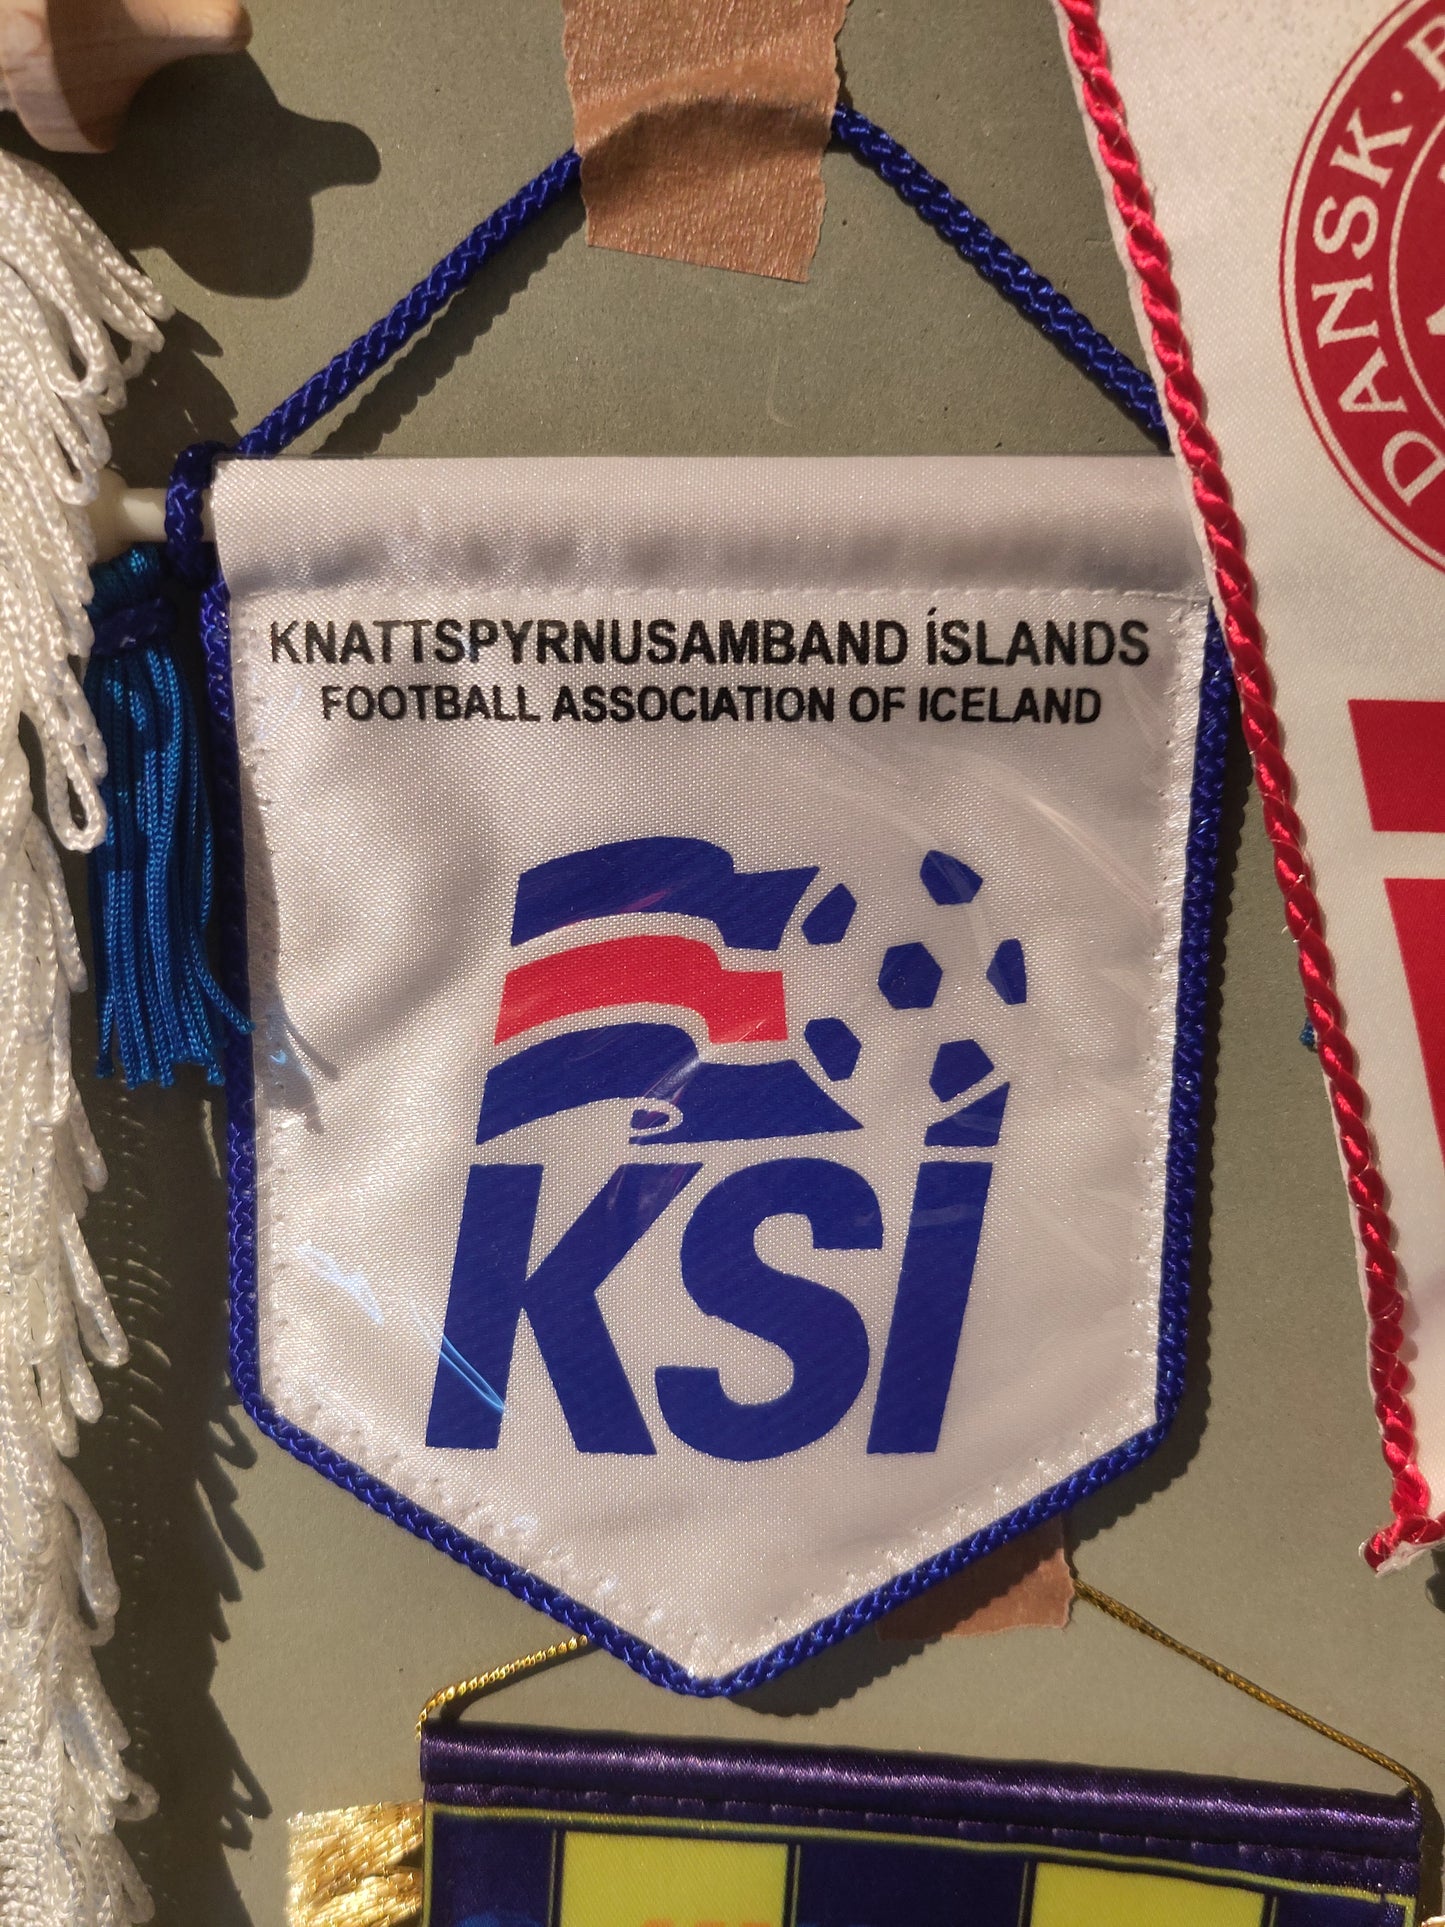 KNATTSPYRNUSAMBAND ÍSLANDS
FOOTBALL ASSOCIATION OF ICELAND
KSÍ
DANSK